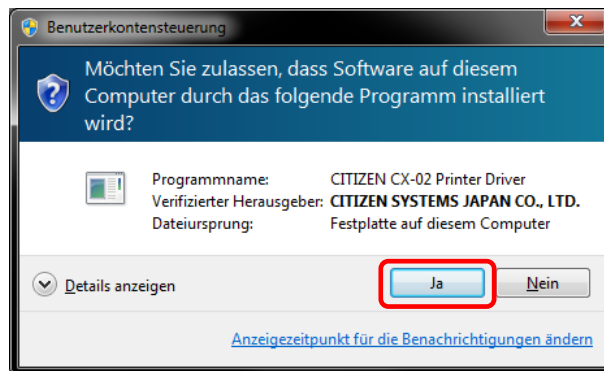 Benutzerkontensteuerung
Möchten Sie zulassen, dass Software auf diesem
Computer durch das folgende Programm installiert
wird?
Programmname: CITIZEN CX-02 Printer Driver
Verifizierter Herausgeber: CITIZEN SYSTEMS JAPAN CO., LTD.
Dateiursprung: Festplatte auf diesem Computer
Details anzeigen
Ja
Nein
Anzeigezeitpunkt für die Benachrichtigungen ändern